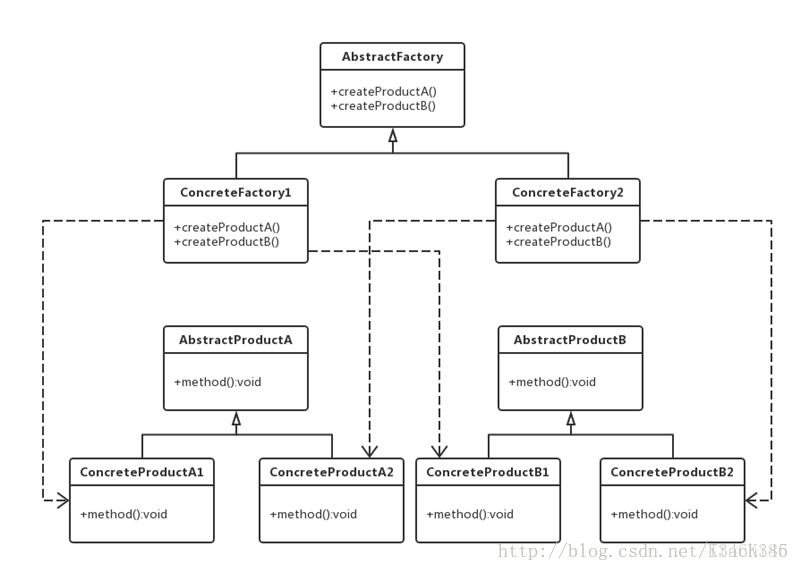 AbstractFactory
+createProductA()
+createProductB()
ConcreteFactory1
+createProductA()
+createProductB()
ConcreteFactory2
+createProductA()
+createProductB()
AbstractProductA
+method():void
AbstractProductB
+method():void
ConcreteProductA1
+method():void
ConcreteProductA2
+method():void
ConcreteProductB1
+method():void
ConcreteProductB2
+method():void
http://blog.csdn.net/